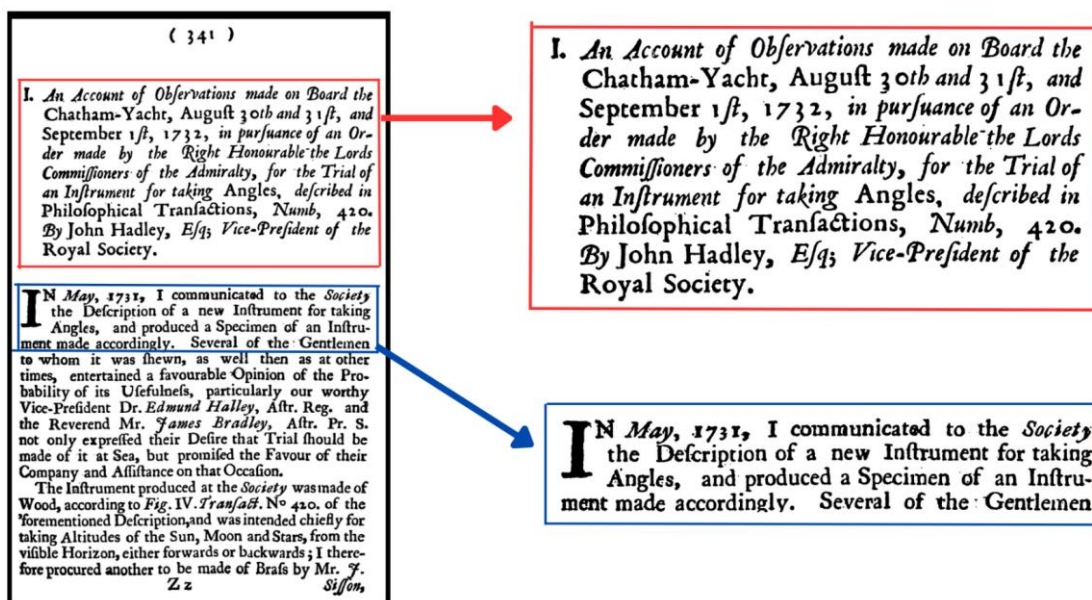 ( 341 )
I. An Account of Obſervations made on Board the
Chatham-Yacht, Auguſt 30th and 31ſt, and
September 1ſt, 1732, in purſuance of an Or-
der made by the Right Honourable the Lords
Commiſſioners of the Admiralty, for the Trial of
an Inſtrument for taking Angles, deſcribed in
Philoſophical Tranſactions, Numb, 420.
By John Hadley, Eſq; Vice-Preſident of the
Royal Society.
IN May, 1731, I communicated to the Society
the Deſcription of a new Inſtrument for taking
Angles, and produced a Specimen of an Inſtru-
ment made accordingly. Several of the Gentlemen
to whom it was ſhewn, as well then as at other
times, entertained a favourable Opinion of the Pro-
bability of its Uſefulneſs, particularly our worthy
Vice-Preſident Dr. Edmund Halley, Aſtr. Reg. and
the Reverend Mr. James Bradley, Aſtr. Pr. S.
not only expreſſed their Deſire that Trial ſhould be
made of it at Sea, but promiſed the Favour of their
Company and Aſſiſtance on that Occaſion.
The Inſtrument produced at the Society was made of
Wood, according to Fig. IV. Tranſact. No 420. of the
'forementioned Deſcription, and was intended chiefly for
taking Altitudes of the Sun, Moon and Stars, from the
viſible Horizon, either forwards or backwards; I there-
fore procured another to be made of Braſs by Mr. J.
Z z Siſſon,
I. An Account of Obſervations made on Board the
Chatham-Yacht, Auguſt 30th and 31ſt, and
September 1ſt, 1732, in purſuance of an Or-
der made by the Right Honourable the Lords
Commiſſioners of the Admiralty, for the Trial of
an Inſtrument for taking Angles, deſcribed in
Philoſophical Tranſactions, Numb, 420.
By John Hadley, Eſq; Vice-Preſident of the
Royal Society.
IN May, 1731, I communicated to the Society
the Deſcription of a new Inſtrument for taking
Angles, and produced a Specimen of an Inſtru-
ment made accordingly. Several of the Gentlemen